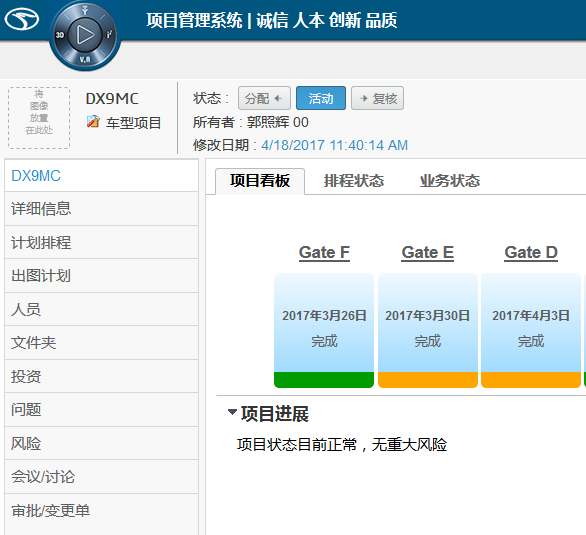 项目管理系统 | 诚信 人本 创新 品质
3D
V.R
将
图像
放置
在此处
DX9MC
车型项目
状态 : 分配 活动 复核
所有者 : 郭照辉 00
修改日期 : 4/18/2017 11:40:14 AM
DX9MC
详细信息
计划排程
出图计划
人员
文件夹
投资
问题
风险
会议/讨论
审批/变更单
项目看板 排程状态 业务状态
Gate F Gate E Gate D
2017年3月26日 2017年3月30日 2017年4月3日
完成 完成 完成
项目进展
项目状态目前正常，无重大风险